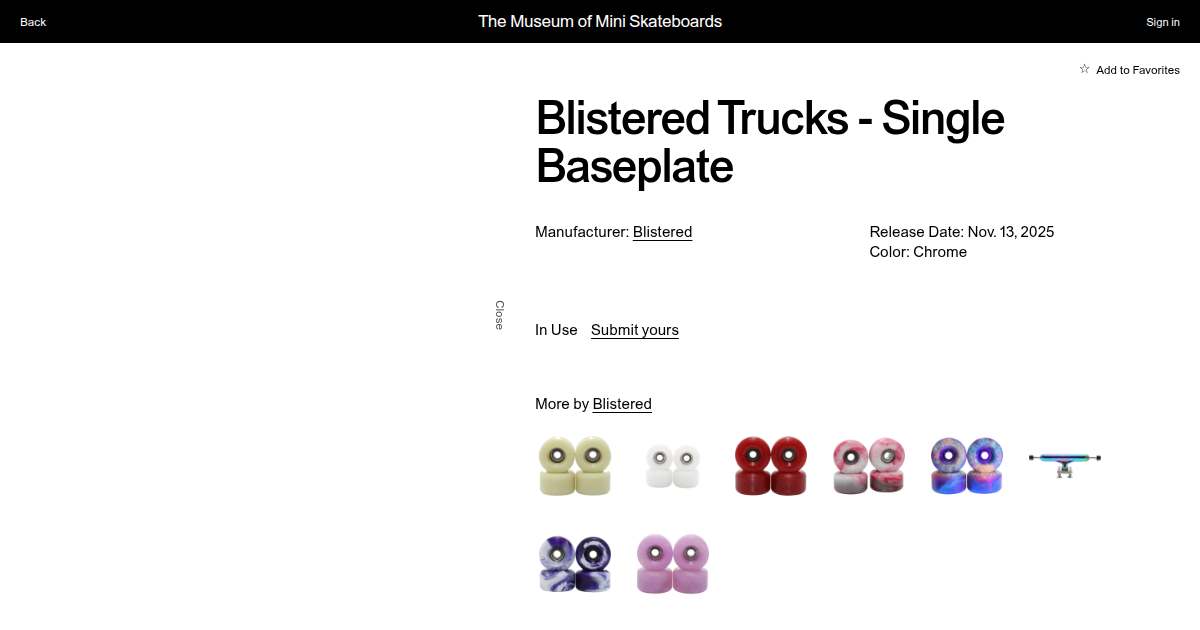 Back
The Museum of Mini Skateboards
Sign in
☆ Add to Favorites
Blistered Trucks - Single
Baseplate
Manufacturer: Blistered
Release Date: Nov. 13, 2025
Color: Chrome
Close
In Use Submit yours
More by Blistered